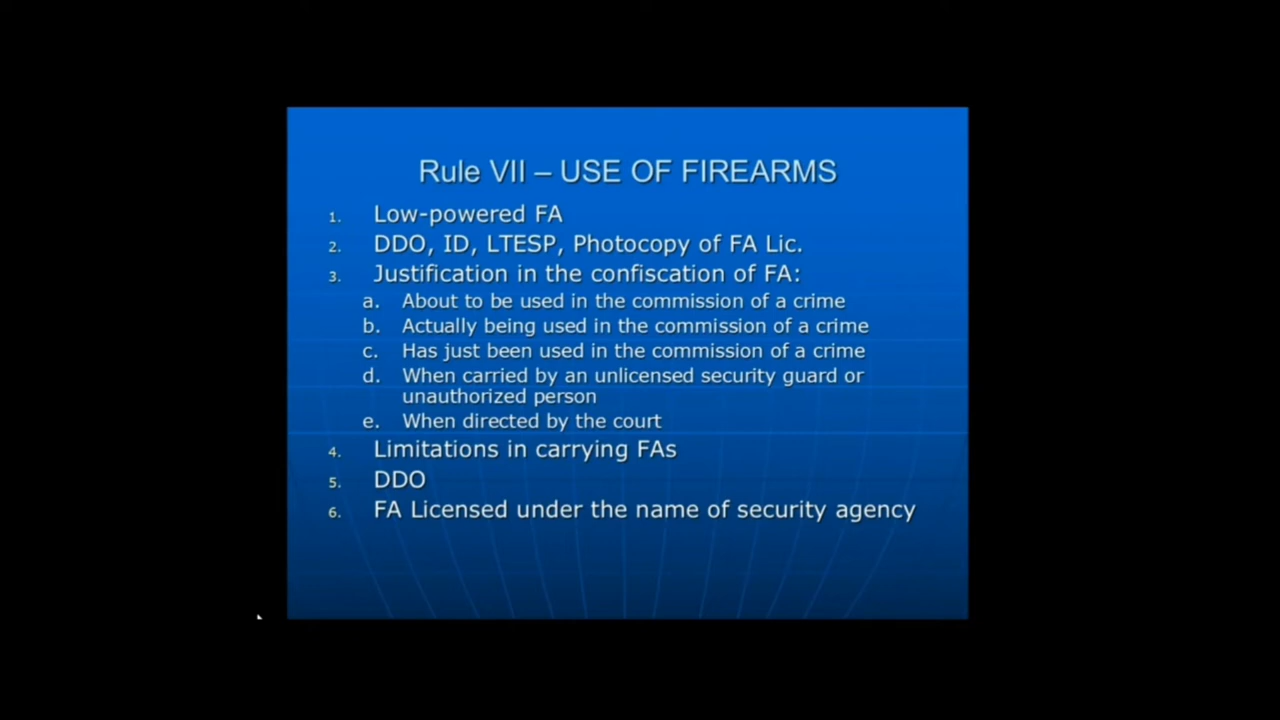 Rule VII – USE OF FIREARMS
1. Low-powered FA
2. DDO, ID, LTESP, Photocopy of FA Lic.
3. Justification in the confiscation of FA:
a. About to be used in the commission of a crime
b. Actually being used in the commission of a crime
c. Has just been used in the commission of a crime
d. When carried by an unlicensed security guard or
unauthorized person
e. When directed by the court
4. Limitations in carrying FAs
5. DDO
6. FA Licensed under the name of security agency